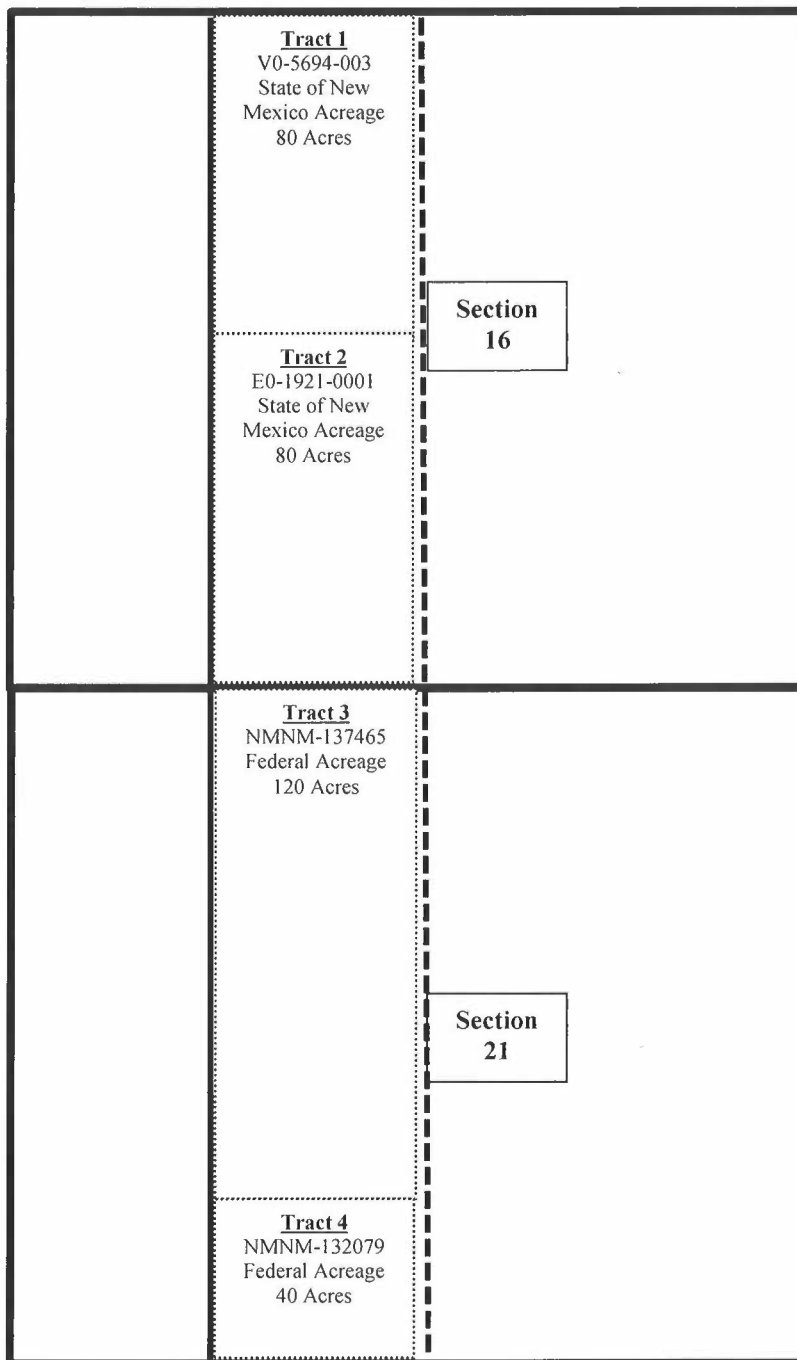 Tract 1
V0-5694-003
State of New
Mexico Acreage
80 Acres
Section
16
Tract 2
E0-1921-0001
State of New
Mexico Acreage
80 Acres
Tract 3
NMNM-137465
Federal Acreage
120 Acres
Section
21
Tract 4
NMNM-132079
Federal Acreage
40 Acres